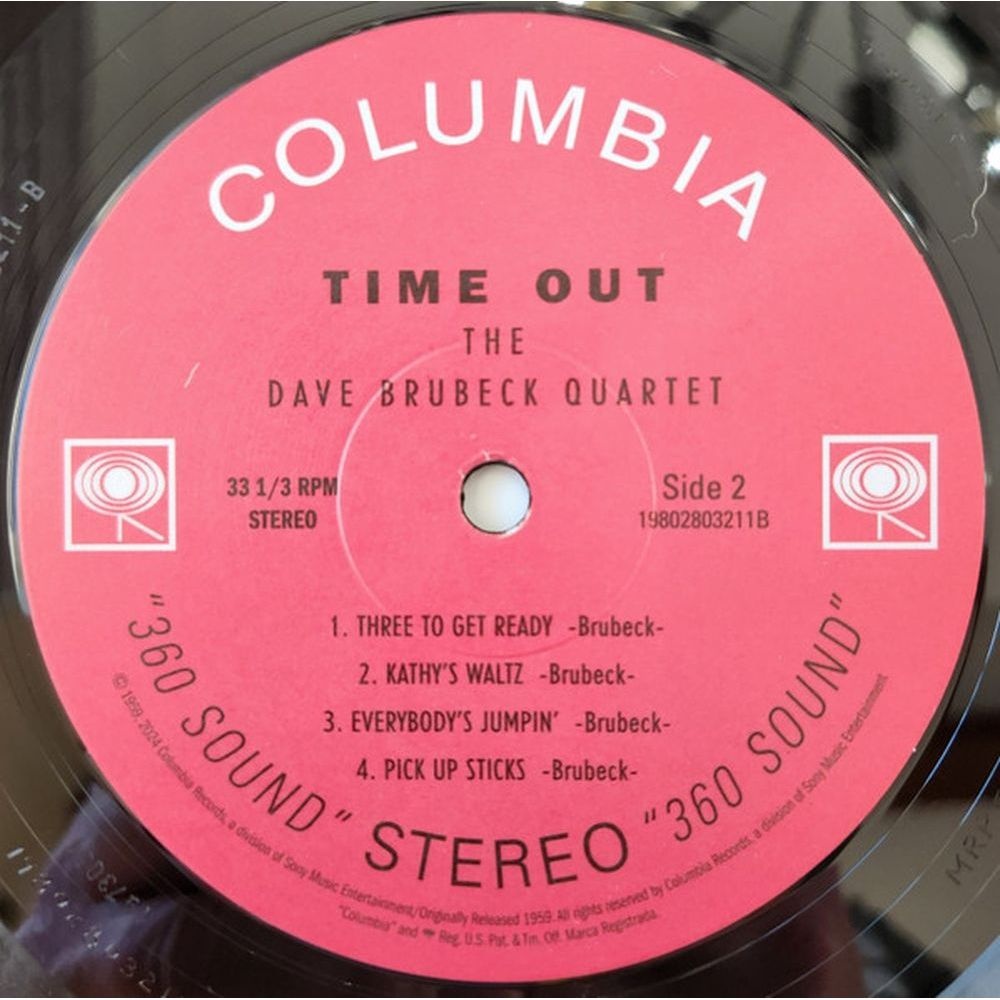 COLUMBIA
TIME OUT
THE
DAVE BRUBECK QUARTET
33 1/3 RPM
STEREO
Side 2
19802803211B
1. THREE TO GET READY -Brubeck-
2. KATHY'S WALTZ -Brubeck-
3. EVERYBODY'S JUMPIN' -Brubeck-
4. PICK UP STICKS -Brubeck-
"360 SOUND" STEREO "360 SOUND"
© 1959, 2024 Columbia Records, a division of Sony Music Entertainment/Originally Released 1959. All rights reserved by Columbia Records, a division of Sony Music Entertainment
"Columbia" and Reg. U.S. Pat. & Tm. Off. Marca Registrada.
MRP